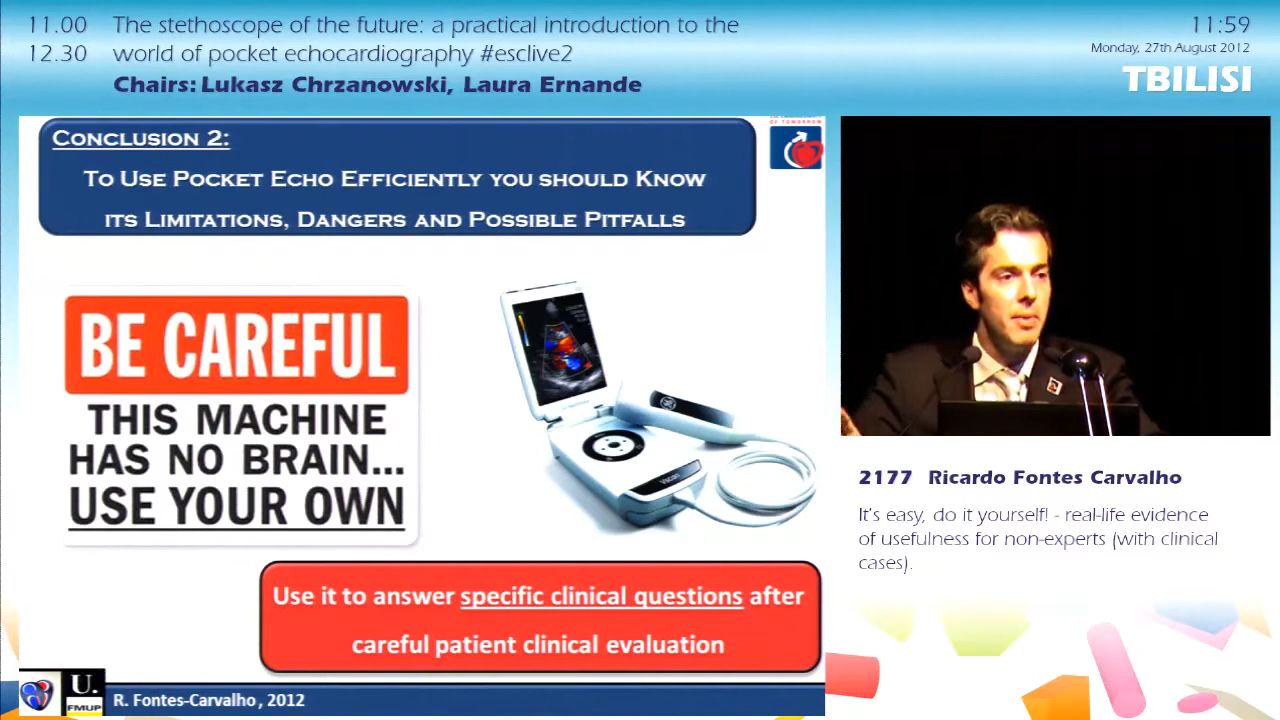 11.00 The stethoscope of the future: a practical introduction to the
12.30 world of pocket echocardiography #esclive2
Chairs: Lukasz Chrzanowski, Laura Ernande
11:59
Monday, 27th August 2012
TBILISI
CONCLUSION 2:
TO USE POCKET ECHO EFFICIENTLY YOU SHOULD KNOW
ITS LIMITATIONS, DANGERS AND POSSIBLE PITFALLS
OF TOMORROW
BE CAREFUL
THIS MACHINE
HAS NO BRAIN...
USE YOUR OWN
Vscan
Use it to answer specific clinical questions after
careful patient clinical evaluation
U.
FMUP
R. Fontes-Carvalho, 2012
2177 Ricardo Fontes Carvalho
It's easy, do it yourself! - real-life evidence
of usefulness for non-experts (with clinical
cases).